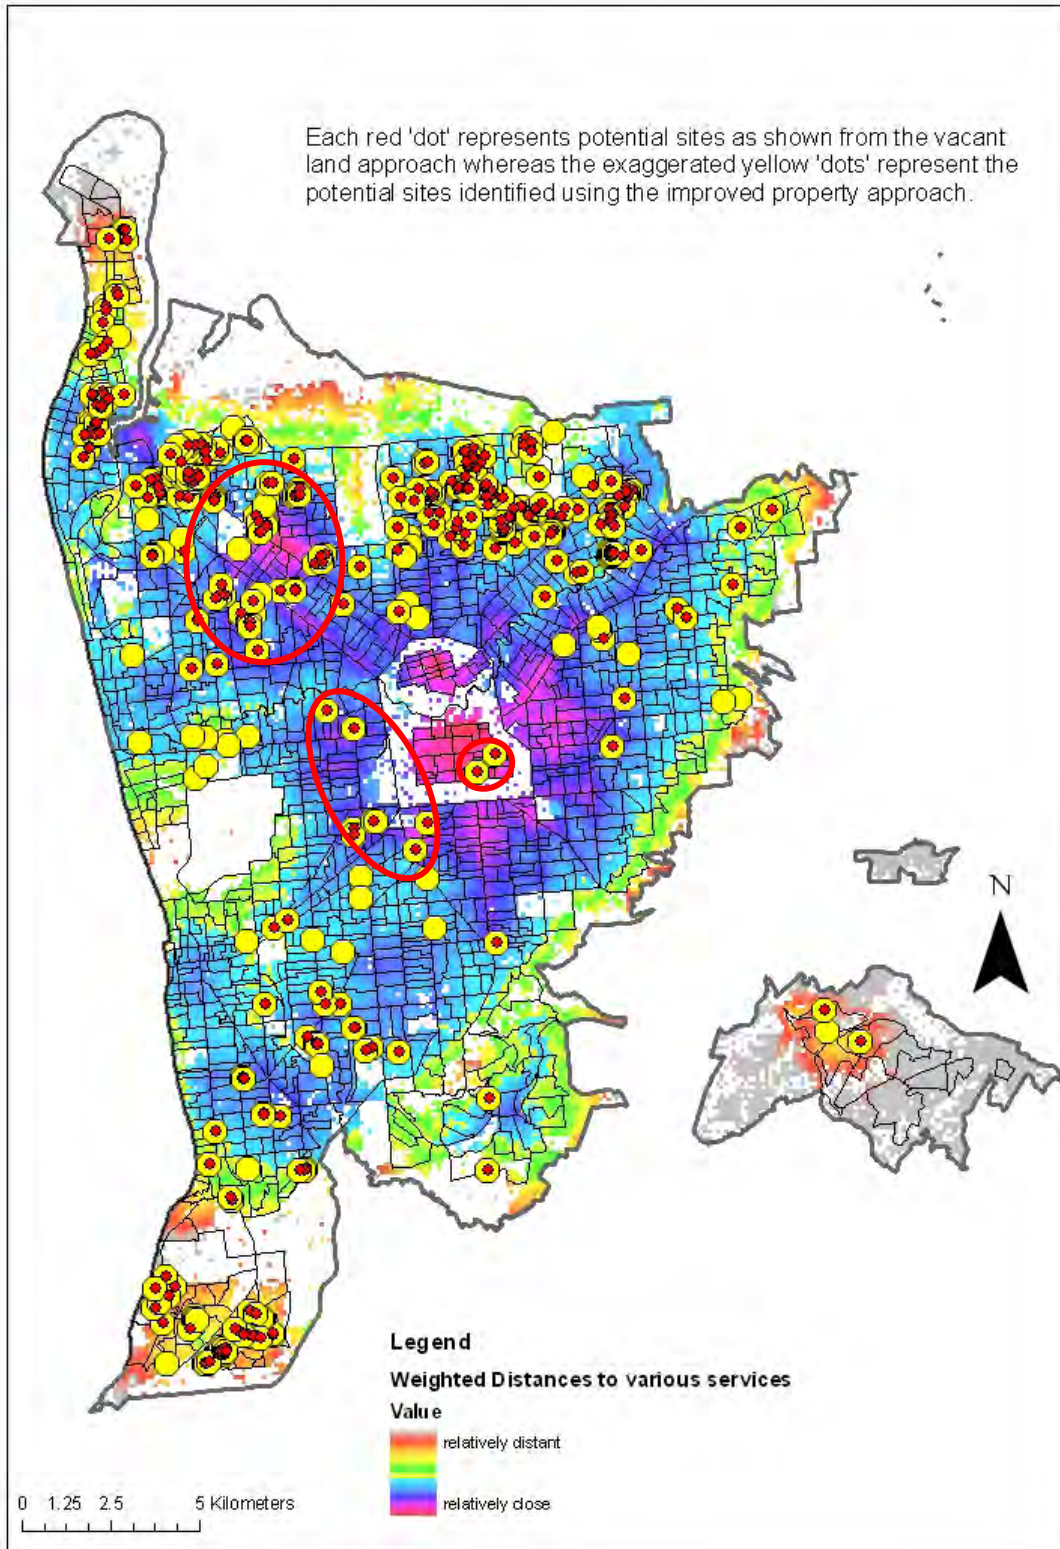 Each red 'dot' represents potential sites as shown from the vacant
land approach whereas the exaggerated yellow 'dots' represent the
potential sites identified using the improved property approach.
N
Legend
Weighted Distances to various services
Value
relatively distant
relatively close
0 1.25 2.5 5 Kilometers